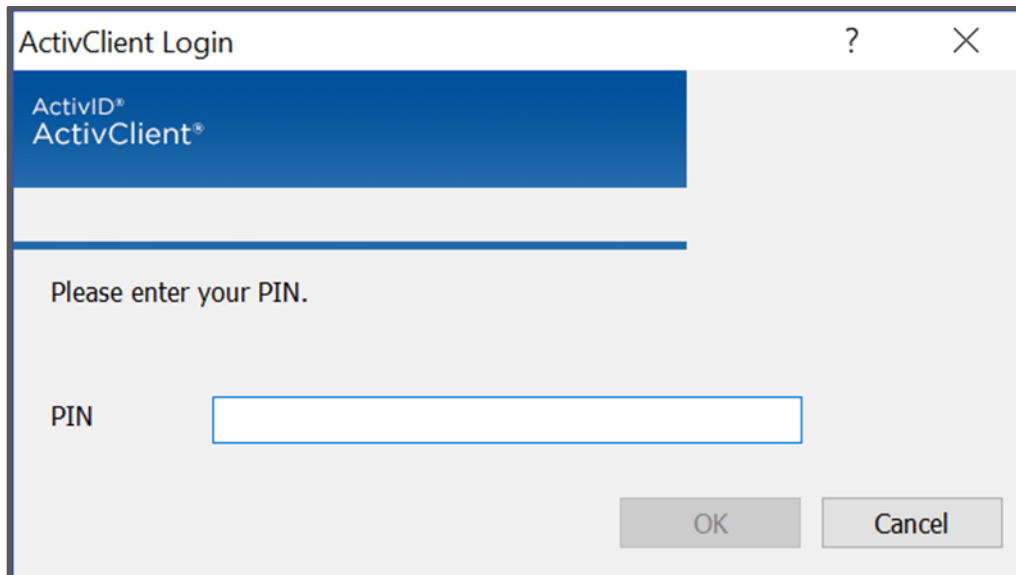 ActivClient Login
ActivID®
ActivClient®
Please enter your PIN.
PIN
OK Cancel